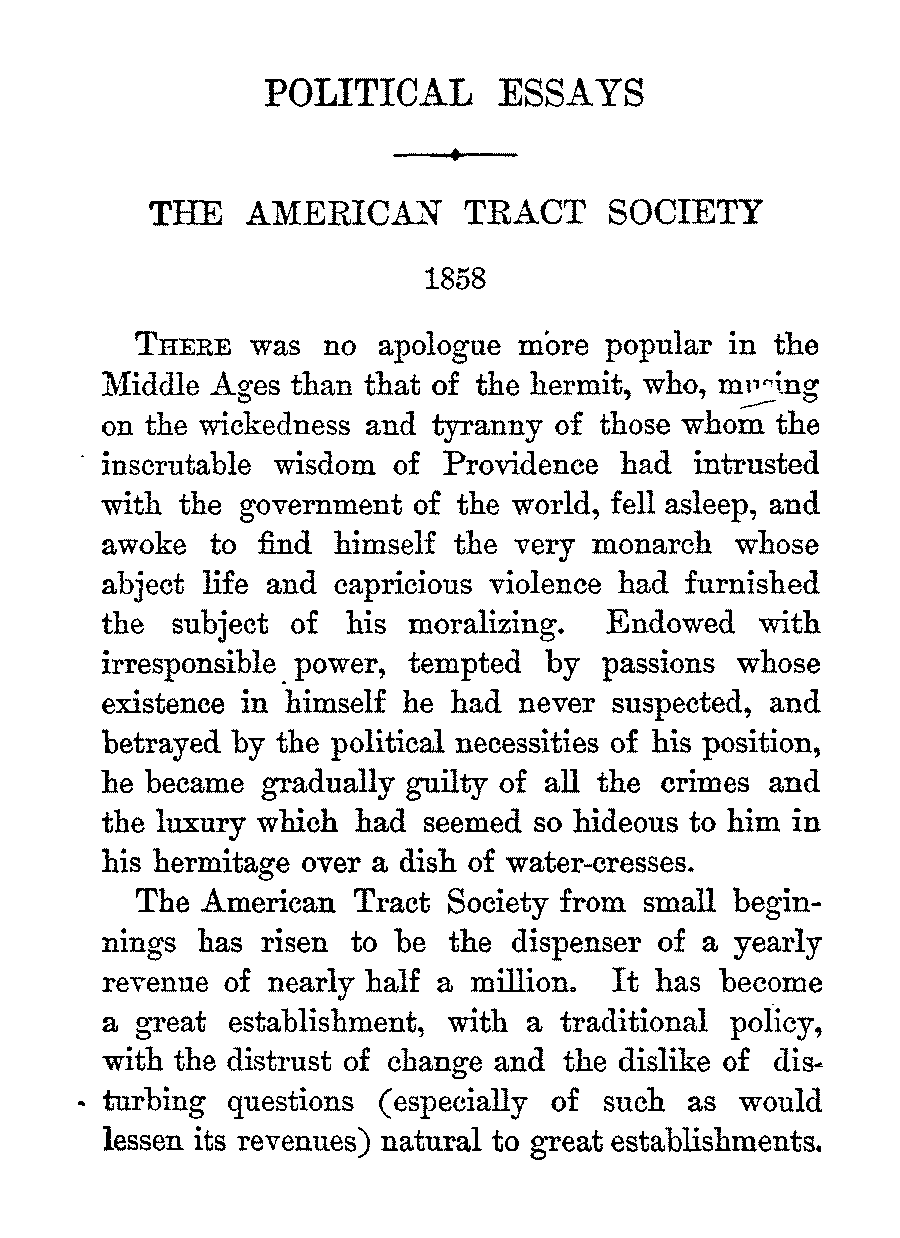 POLITICAL ESSAYS
THE AMERICAN TRACT SOCIETY
1858
THERE was no apologue more popular in the
Middle Ages than that of the hermit, who, musing
on the wickedness and tyranny of those whom the
inscrutable wisdom of Providence had intrusted
with the government of the world, fell asleep, and
awoke to find himself the very monarch whose
abject life and capricious violence had furnished
the subject of his moralizing. Endowed with
irresponsible power, tempted by passions whose
existence in himself he had never suspected, and
betrayed by the political necessities of his position,
he became gradually guilty of all the crimes and
the luxury which had seemed so hideous to him in
his hermitage over a dish of water-cresses.
The American Tract Society from small begin-
nings has risen to be the dispenser of a yearly
revenue of nearly half a million. It has become
a great establishment, with a traditional policy,
with the distrust of change and the dislike of dis-
turbing questions (especially of such as would
lessen its revenues) natural to great establishments.